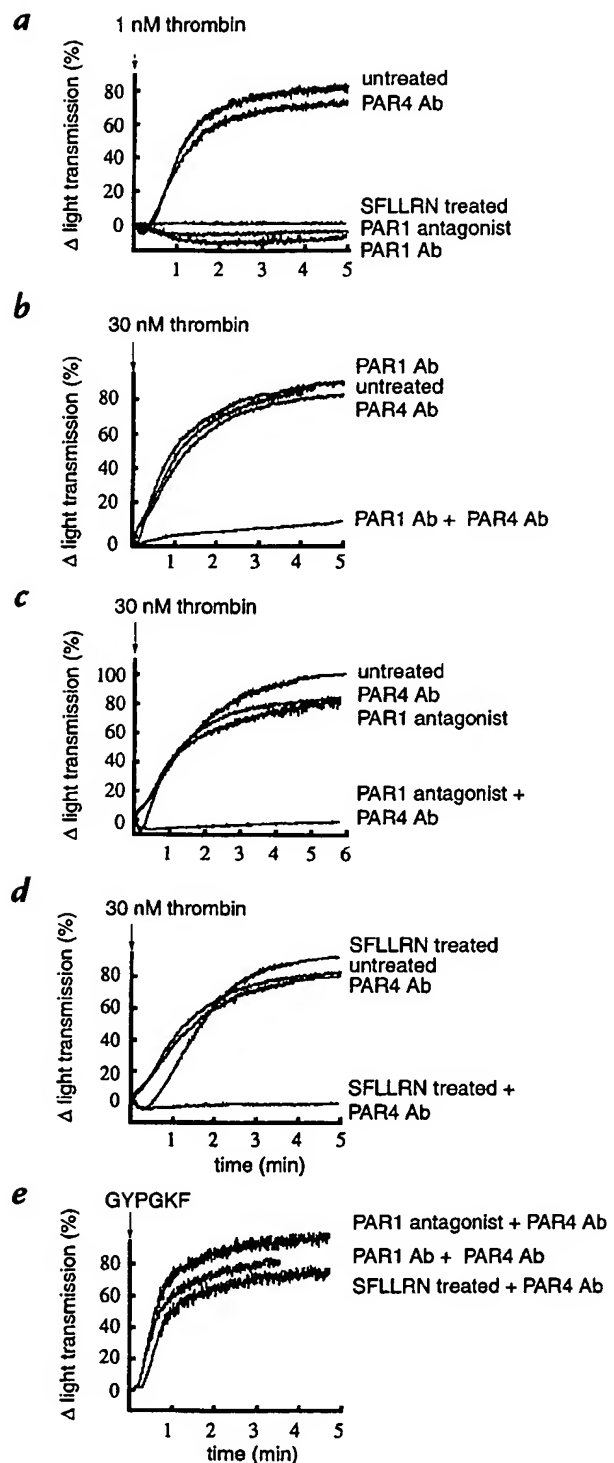 a
1 nM thrombin
Δ light transmission (%)
80
60
40
20
0
1 2 3 4 5
untreated
PAR4 Ab
SFLLRN treated
PAR1 antagonist
PAR1 Ab
b
30 nM thrombin
Δ light transmission (%)
80
60
40
20
0
1 2 3 4 5
PAR1 Ab
untreated
PAR4 Ab
PAR1 Ab + PAR4 Ab
c
30 nM thrombin
Δ light transmission (%)
100
80
60
40
20
0
1 2 3 4 5 6
untreated
PAR4 Ab
PAR1 antagonist
PAR1 antagonist +
PAR4 Ab
d
30 nM thrombin
Δ light transmission (%)
80
60
40
20
0
1 2 3 4 5
time (min)
SFLLRN treated
untreated
PAR4 Ab
SFLLRN treated +
PAR4 Ab
e
GYPGKF
Δ light transmission (%)
80
60
40
20
0
1 2 3 4 5
time (min)
PAR1 antagonist + PAR4 Ab
PAR1 Ab + PAR4 Ab
SFLLRN treated + PAR4 Ab